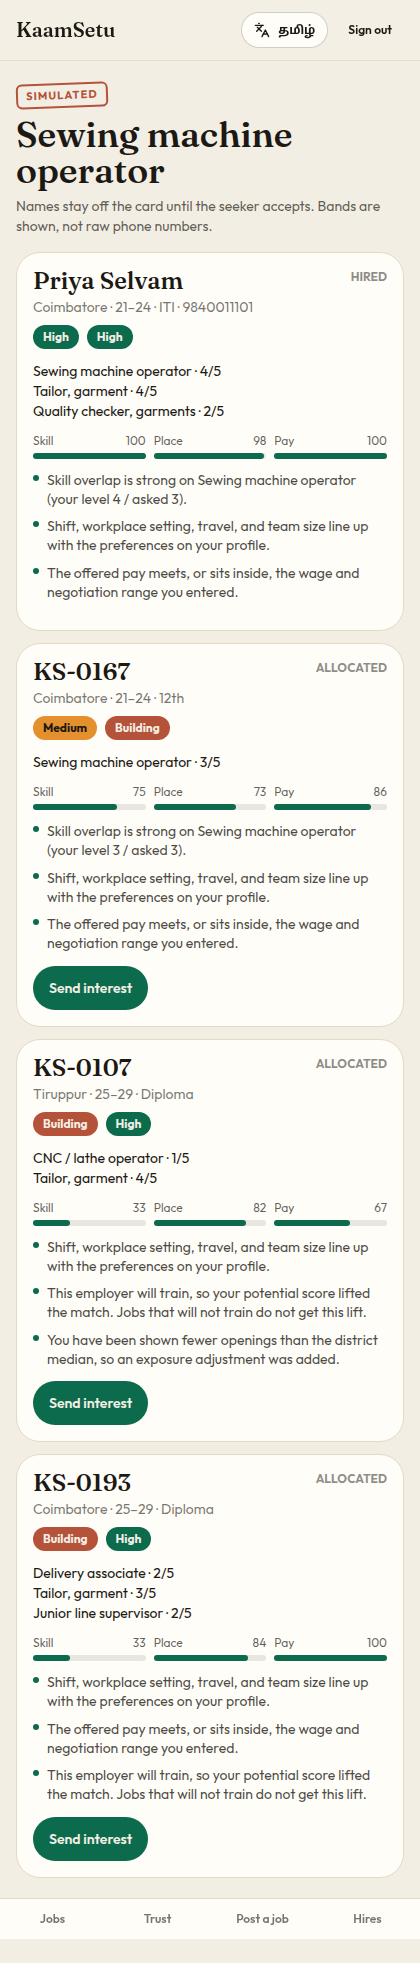 KaamSetu
தமிழ்
Sign out
SIMULATED
Sewing machine
operator
Names stay off the card until the seeker accepts. Bands are
shown, not raw phone numbers.
Priya Selvam
HIRED
Coimbatore · 21–24 · ITI · 9840011101
High High
Sewing machine operator · 4/5
Tailor, garment · 4/5
Quality checker, garments · 2/5
Skill 100 Place 98 Pay 100
Skill overlap is strong on Sewing machine operator
(your level 4 / asked 3).
Shift, workplace setting, travel, and team size line up
with the preferences on your profile.
The offered pay meets, or sits inside, the wage and
negotiation range you entered.
KS-0167
ALLOCATED
Coimbatore · 21–24 · 12th
Medium Building
Sewing machine operator · 3/5
Skill 75 Place 73 Pay 86
Skill overlap is strong on Sewing machine operator
(your level 3 / asked 3).
Shift, workplace setting, travel, and team size line up
with the preferences on your profile.
The offered pay meets, or sits inside, the wage and
negotiation range you entered.
Send interest
KS-0107
ALLOCATED
Tiruppur · 25–29 · Diploma
Building High
CNC / lathe operator · 1/5
Tailor, garment · 4/5
Skill 33 Place 82 Pay 67
Shift, workplace setting, travel, and team size line up
with the preferences on your profile.
This employer will train, so your potential score lifted
the match. Jobs that will not train do not get this lift.
You have been shown fewer openings than the district
median, so an exposure adjustment was added.
Send interest
KS-0193
ALLOCATED
Coimbatore · 25–29 · Diploma
Building High
Delivery associate · 2/5
Tailor, garment · 3/5
Junior line supervisor · 2/5
Skill 33 Place 84 Pay 100
Shift, workplace setting, travel, and team size line up
with the preferences on your profile.
The offered pay meets, or sits inside, the wage and
negotiation range you entered.
This employer will train, so your potential score lifted
the match. Jobs that will not train do not get this lift.
Send interest
Jobs Trust Post a job Hires